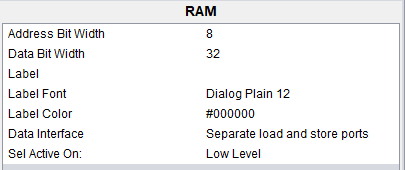 RAM
Address Bit Width 8
Data Bit Width 32
Label
Label Font Dialog Plain 12
Label Color #000000
Data Interface Separate load and store ports
Sel Active On: Low Level